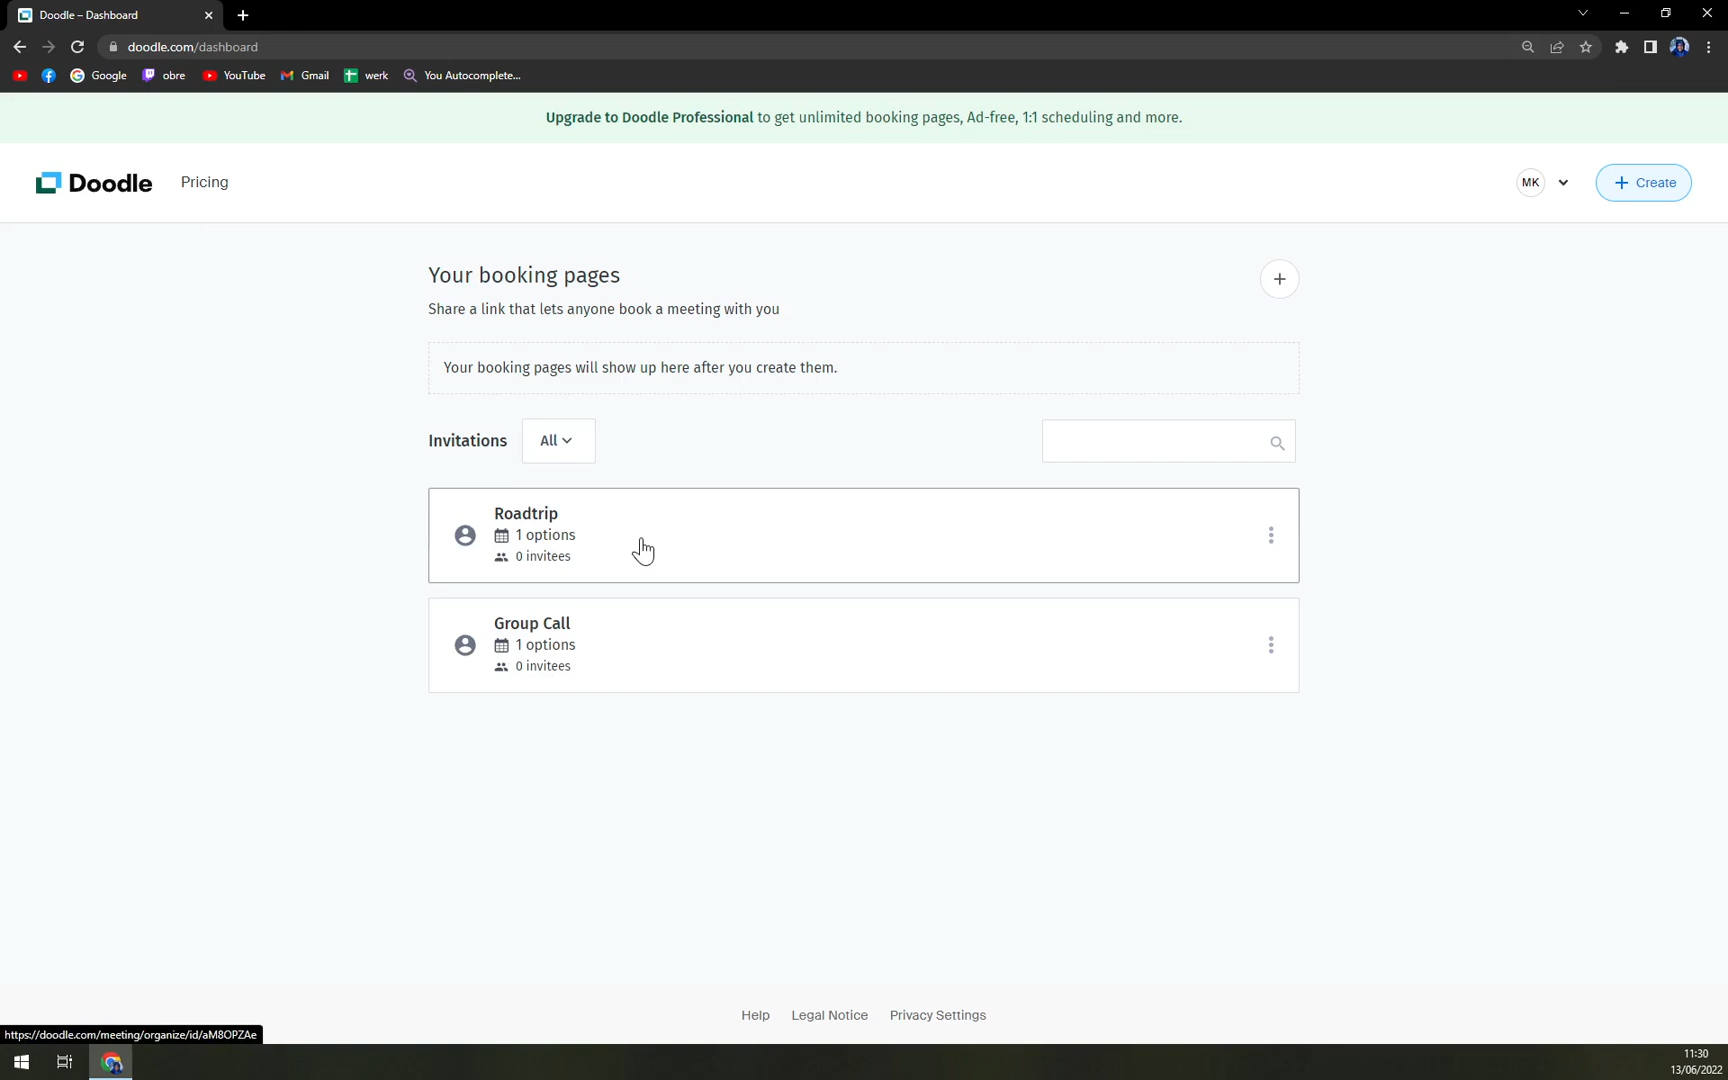 Doodle – Dashboard
doodle.com/dashboard
Google
obre
YouTube
Gmail
werk
You Autocomplete...
Upgrade to Doodle Professional to get unlimited booking pages, Ad-free, 1:1 scheduling and more.
Doodle
Pricing
MK
+ Create
Your booking pages
Share a link that lets anyone book a meeting with you
Your booking pages will show up here after you create them.
Invitations
All
Roadtrip
1 options
0 invitees
Group Call
1 options
0 invitees
Help
Legal Notice
Privacy Settings
https://doodle.com/meeting/organize/id/aM8OPZAe
11:30
13/06/2022